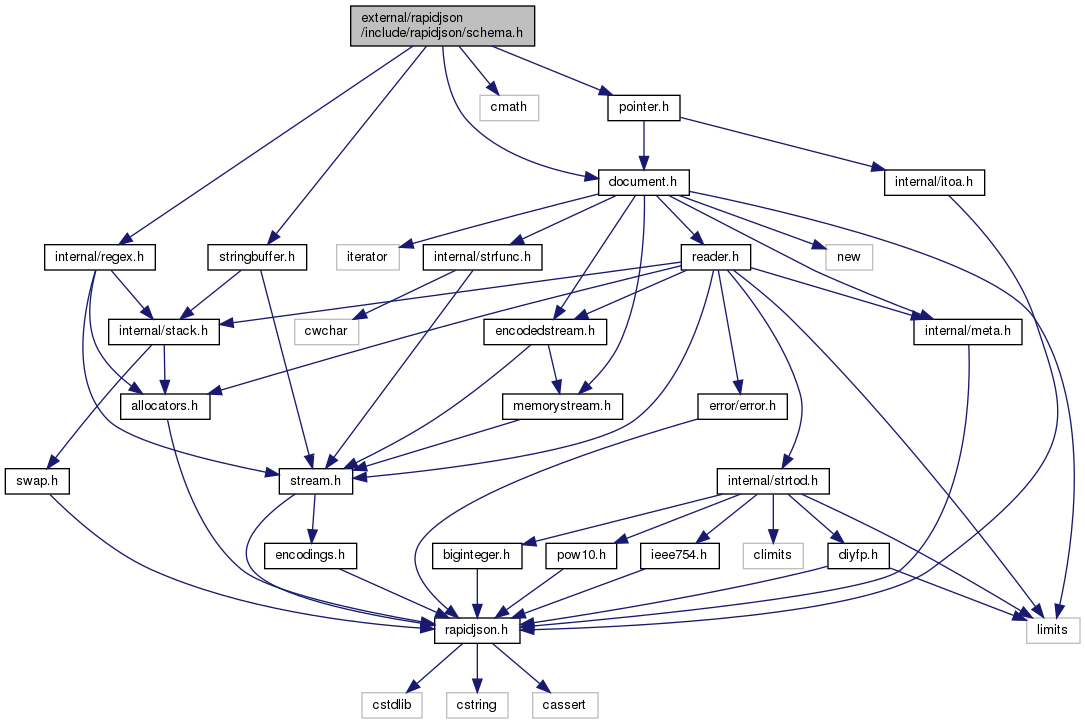 external/rapidjson
/include/rapidjson/schema.h
cmath
pointer.h
document.h
internal/itoa.h
internal/regex.h
stringbuffer.h
iterator
internal/strfunc.h
reader.h
new
internal/stack.h
cwchar
encodedstream.h
internal/meta.h
allocators.h
memorystream.h
error/error.h
swap.h
stream.h
internal/strtod.h
encodings.h
biginteger.h
pow10.h
ieee754.h
climits
diyfp.h
rapidjson.h
limits
cstdlib
cstring
cassert